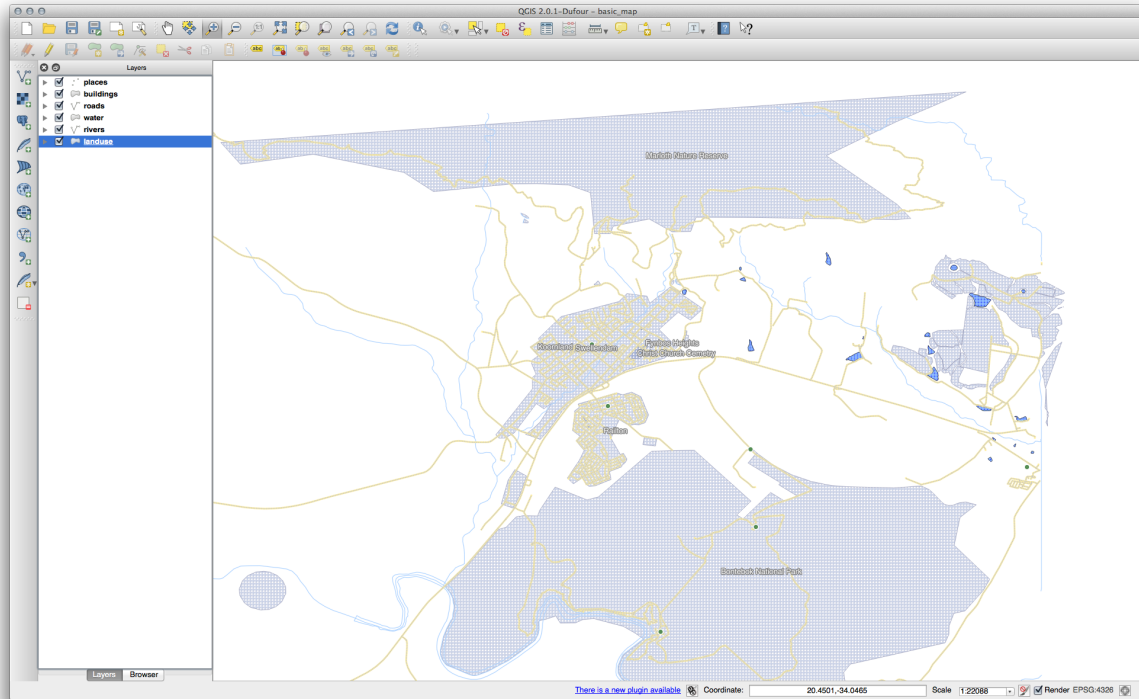 QGIS 2.0.1-Dufour - basic_map
Layers
places
buildings
roads
water
rivers
landuse
Marloth Nature Reserve
Koornland Swellendam
Fynbos Heights
Christ Church Cemetry
Railton
Bontebok National Park
Layers Browser
There is a new plugin available Coordinate: 20.4501,-34.0465 Scale 1:22088 Render EPSG:4326